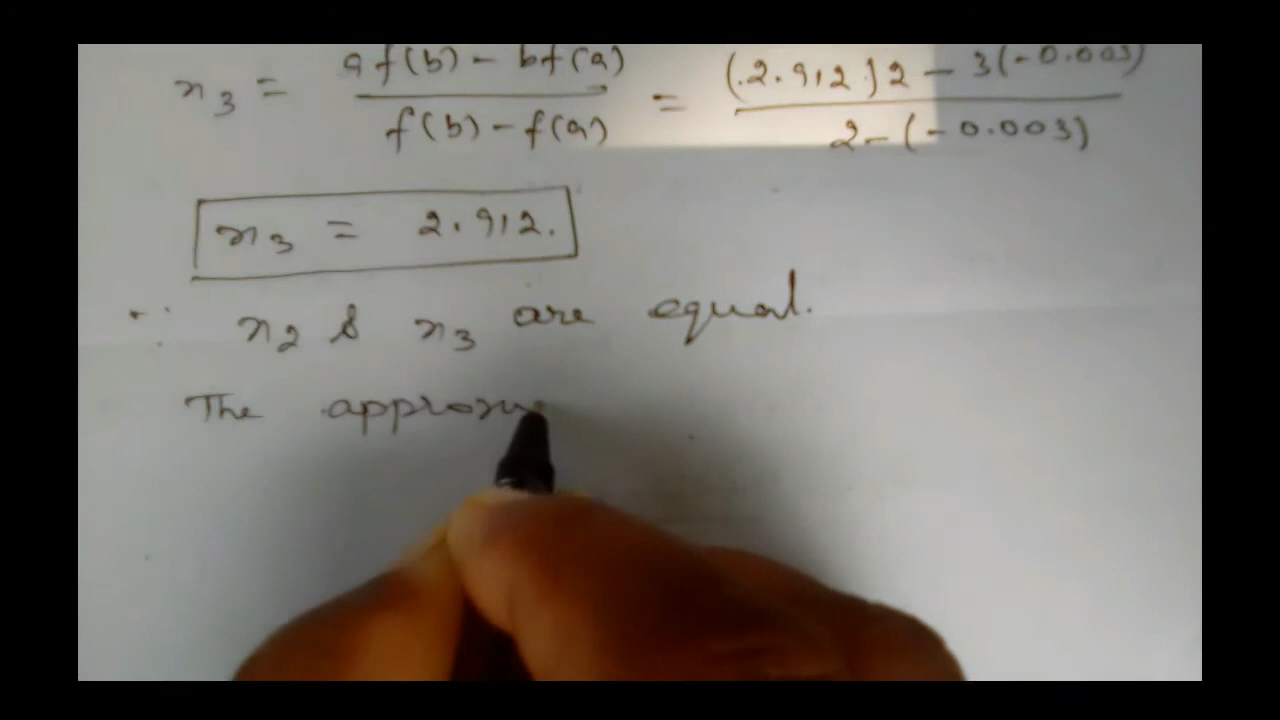 x3 = af(b) - bf(a) / f(b) - f(a) = (2.912)2 - 3(-0.003) / 2 - (-0.003)
x3 = 2.912.
∵ x2 & x3 are equal.
The approxi